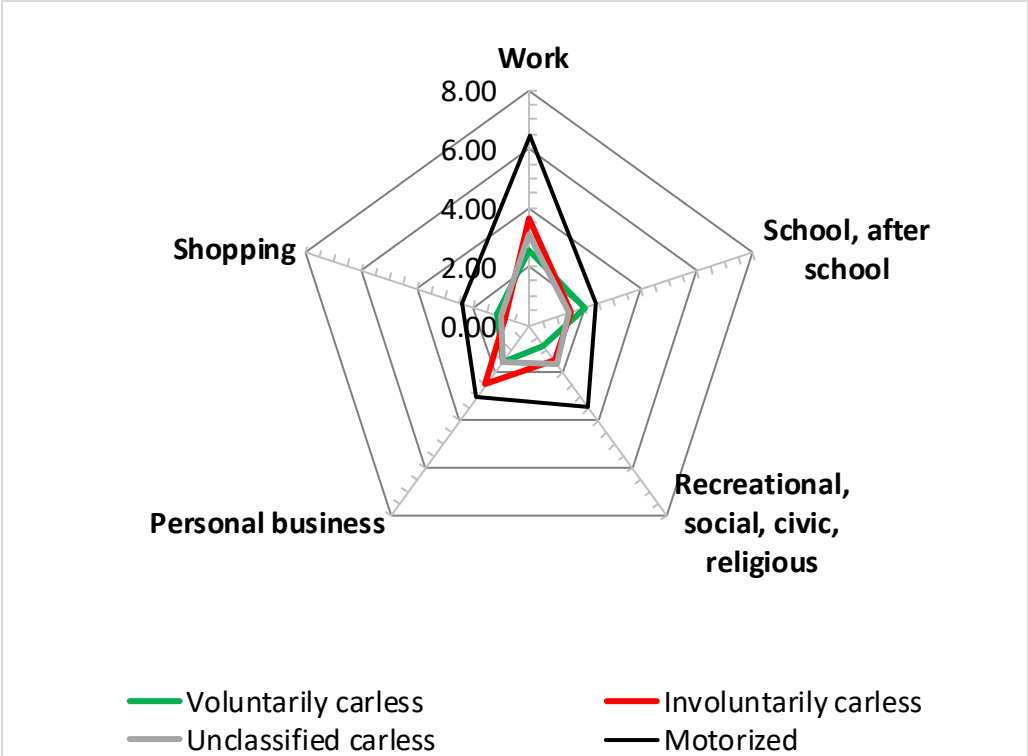 Work
8.00
6.00
4.00
2.00
0.00
School, after
school
Shopping
Recreational,
social, civic,
religious
Personal business
Voluntarily carless
Involuntarily carless
Unclassified carless
Motorized